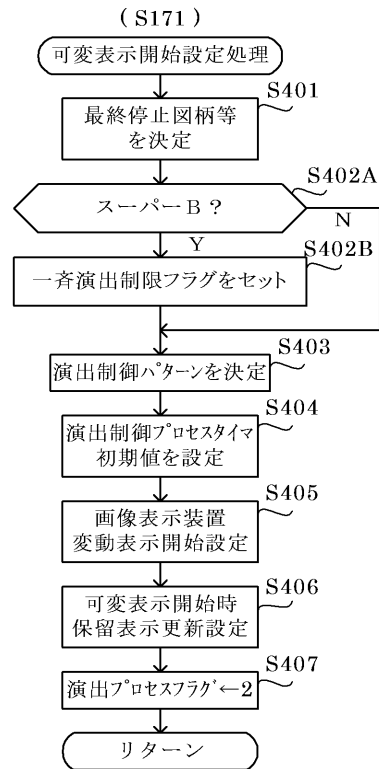 (S171)
可変表示開始設定処理
S401
最終停止図柄等
を決定
S402A
スーパーB?
N
Y
S402B
一斉演出制限フラグをセット
S403
演出制御パターンを決定
S404
演出制御プロセスタイマ
初期値を設定
S405
画像表示装置
変動表示開始設定
S406
可変表示開始時
保留表示更新設定
S407
演出プロセスフラグ←2
リターン